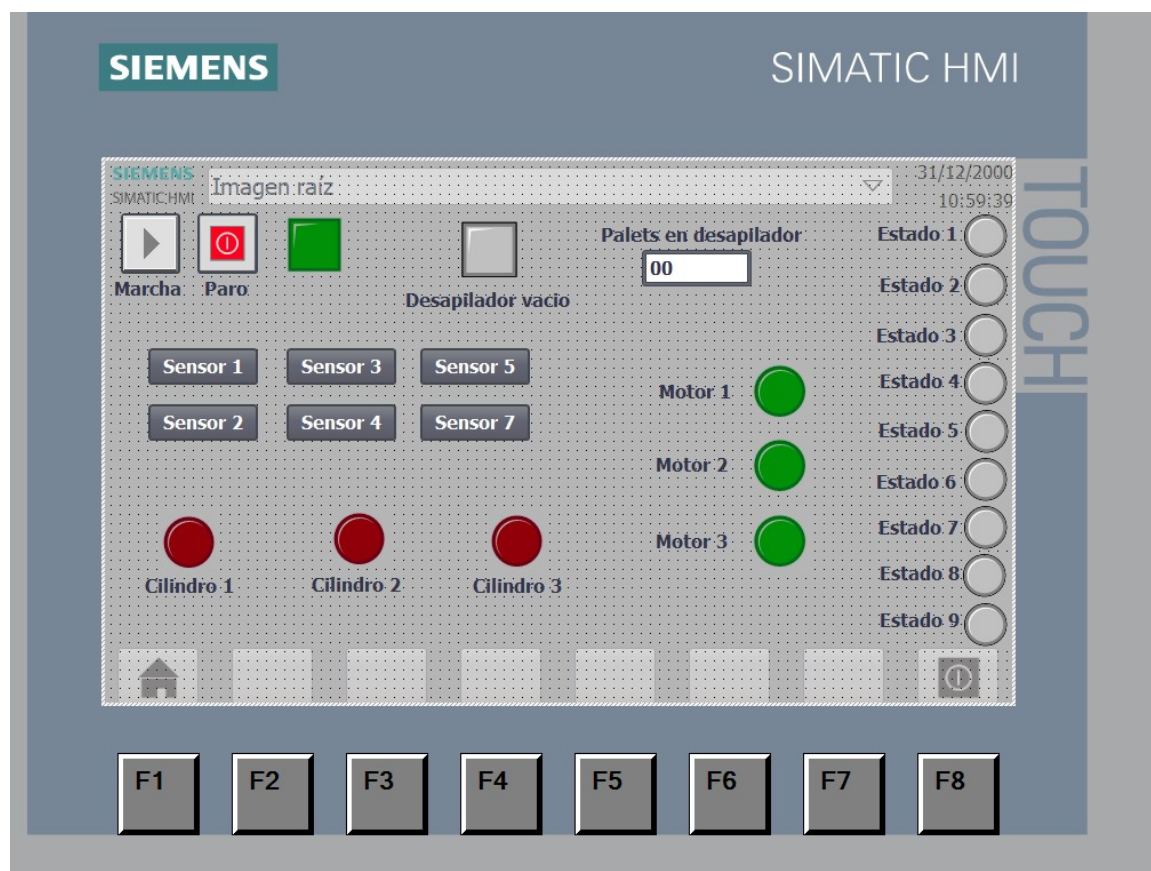 SIEMENS
SIMATIC HMI
TOUCH
SIEMENS
SIMATIC HMI
Imagen raíz
31/12/2000
10:59:39
Marcha
Paro
Desapilador vacio
Palets en desapilador
00
Estado 1
Estado 2
Estado 3
Estado 4
Estado 5
Estado 6
Estado 7
Estado 8
Estado 9
Sensor 1
Sensor 3
Sensor 5
Sensor 2
Sensor 4
Sensor 7
Motor 1
Motor 2
Motor 3
Cilindro 1
Cilindro 2
Cilindro 3
F1
F2
F3
F4
F5
F6
F7
F8